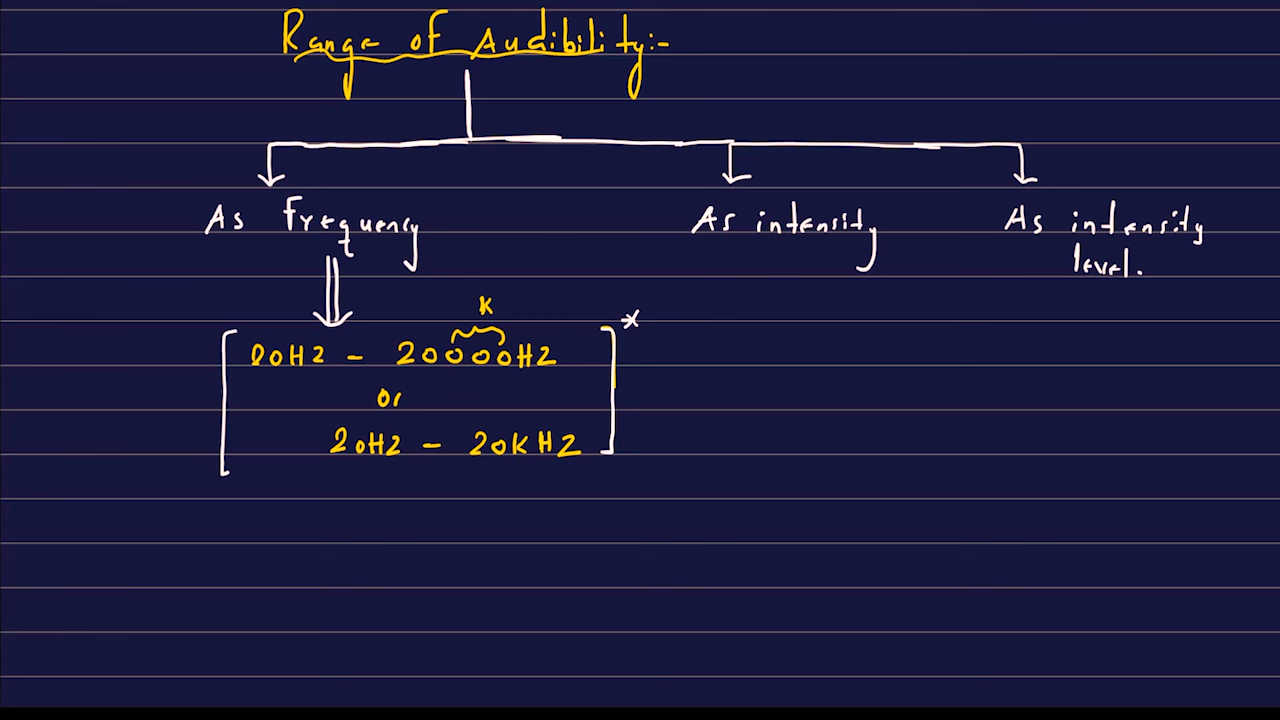 Range of Audibility:-
As frequency
As intensity
As intensity
level.
K
20HZ - 20000HZ
or
20HZ - 20KHZ